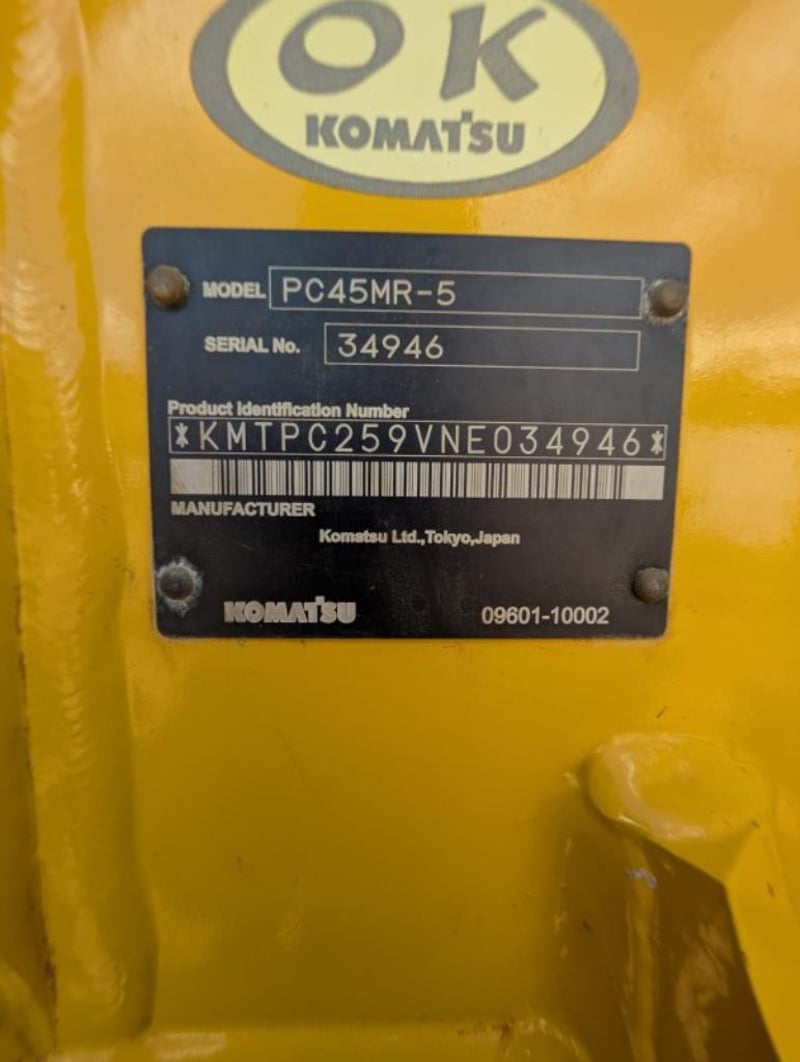 OK
KOMATSU
MODEL PC45MR-5
SERIAL No. 34946
Product Identification Number
*KMTPC259VNE034946*
MANUFACTURER
Komatsu Ltd.,Tokyo,Japan
KOMATSU 09601-10002